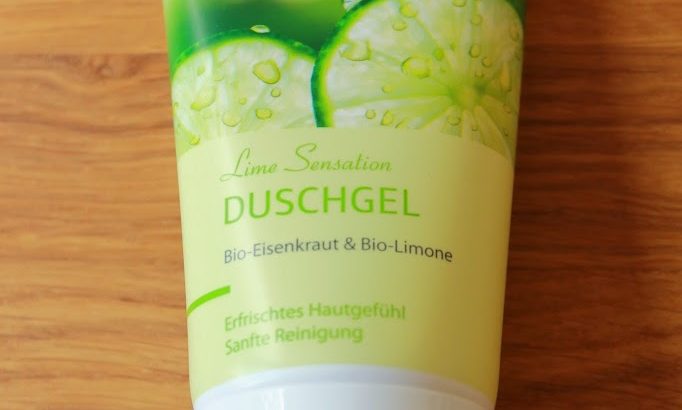 Lime Sensation
DUSCHGEL
Bio-Eisenkraut & Bio-Limone
Erfrischtes Hautgefühl
Sanfte Reinigung